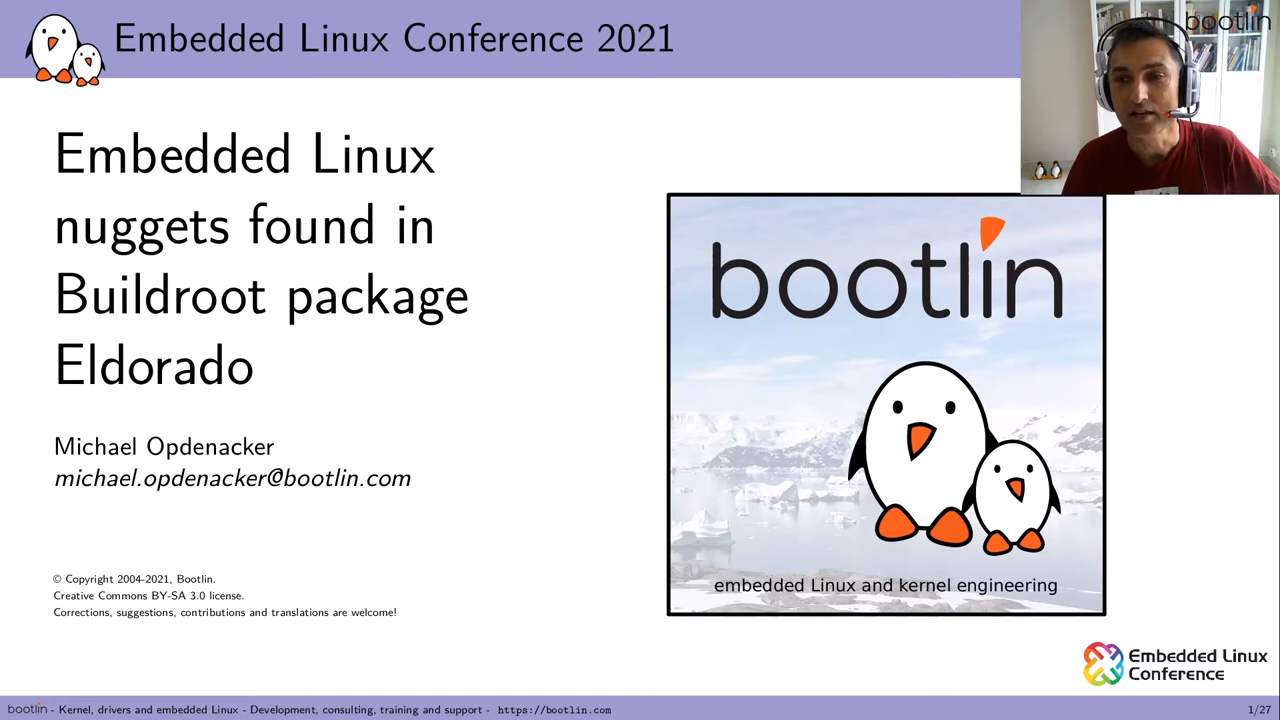 Embedded Linux Conference 2021
bootlin
Embedded Linux
nuggets found in
Buildroot package
Eldorado
bootlin
Michael Opdenacker
michael.opdenacker@bootlin.com
embedded Linux and kernel engineering
© Copyright 2004-2021, Bootlin.
Creative Commons BY-SA 3.0 license.
Corrections, suggestions, contributions and translations are welcome!
Embedded Linux
Conference
bootlin - Kernel, drivers and embedded Linux - Development, consulting, training and support - https://bootlin.com
1/27